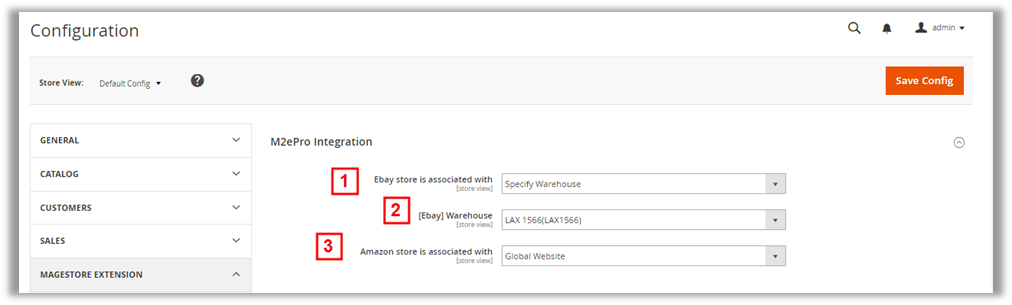 Configuration
admin
Store View: Default Config ?
Save Config
GENERAL
CATALOG
CUSTOMERS
SALES
MAGESTORE EXTENSION
M2ePro Integration
1 Ebay store is associated with Specify Warehouse
[store view]
2 [Ebay] Warehouse LAX 1566(LAX1566)
[store view]
3 Amazon store is associated with Global Website
[store view]